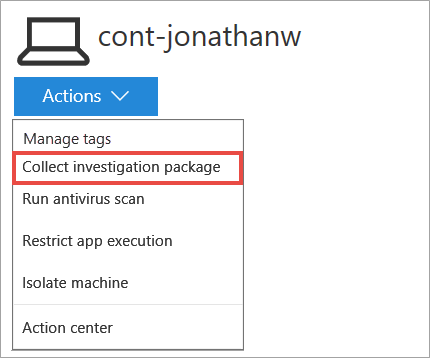 cont-jonathanw
Actions
Manage tags
Collect investigation package
Run antivirus scan
Restrict app execution
Isolate machine
Action center